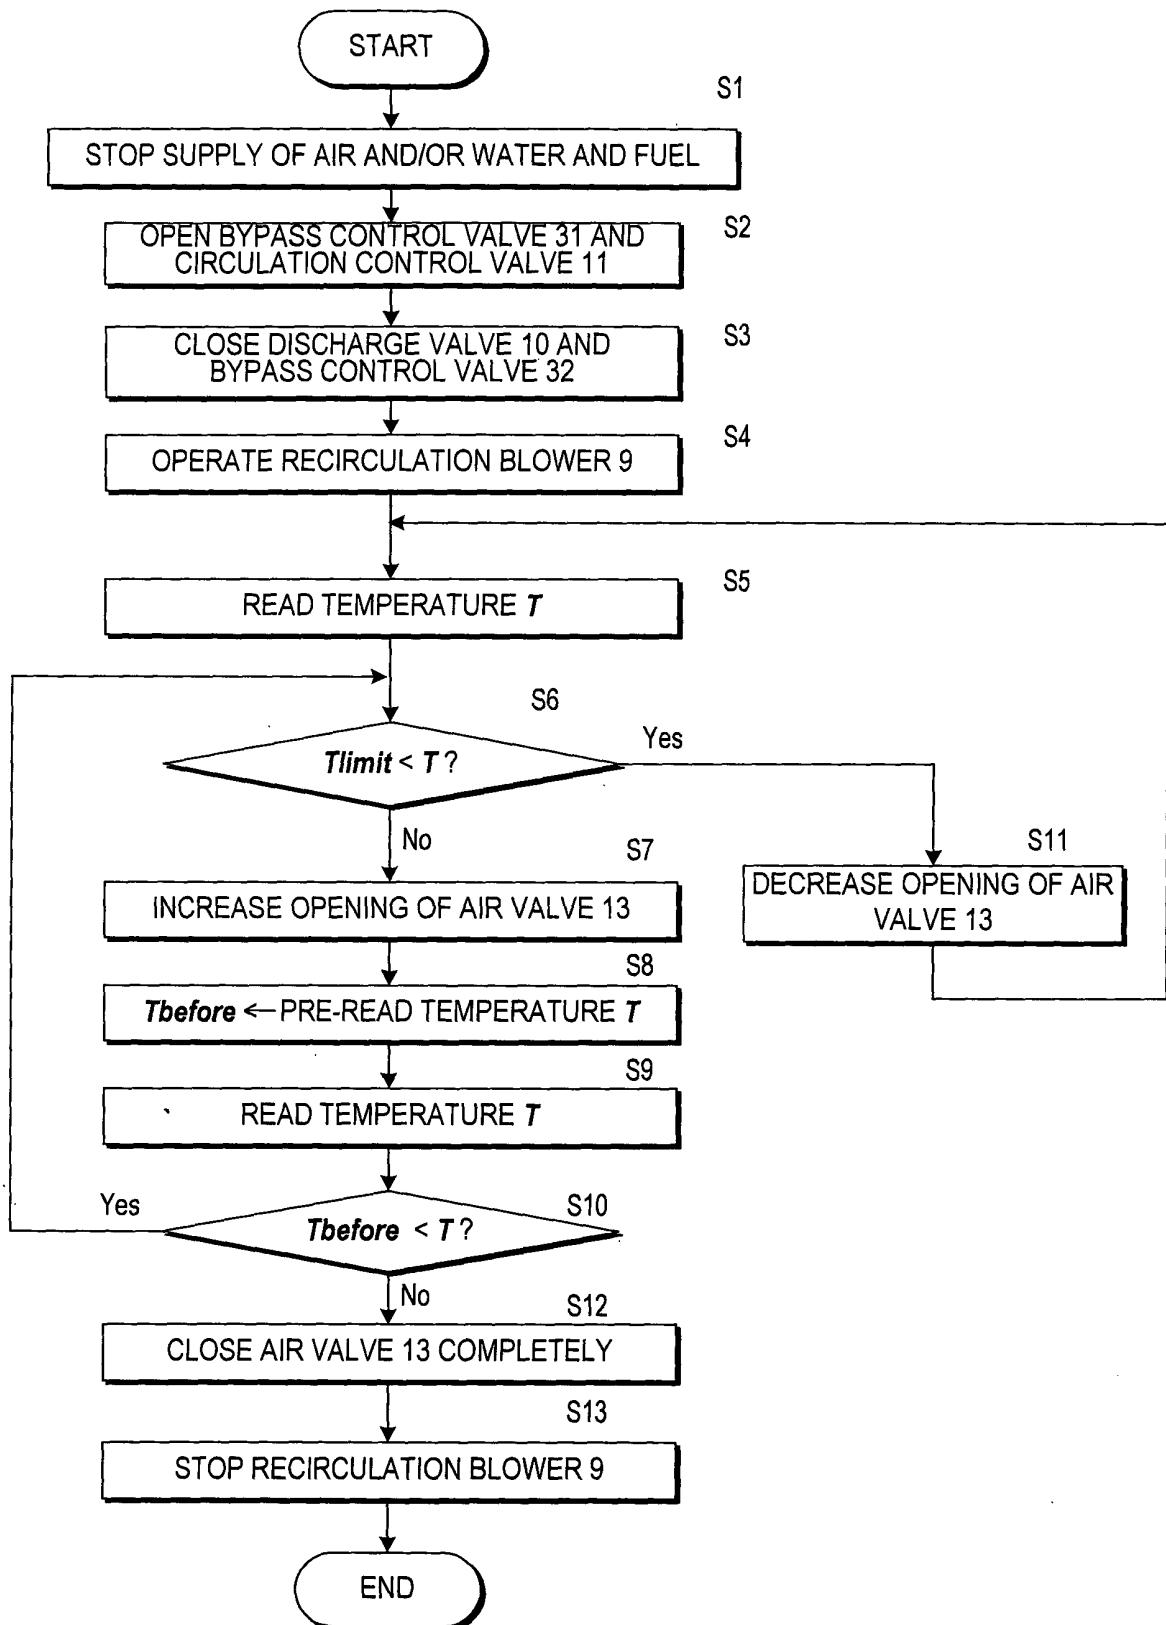 START
S1
STOP SUPPLY OF AIR AND/OR WATER AND FUEL
S2
OPEN BYPASS CONTROL VALVE 31 AND
CIRCULATION CONTROL VALVE 11
S3
CLOSE DISCHARGE VALVE 10 AND
BYPASS CONTROL VALVE 32
S4
OPERATE RECIRCULATION BLOWER 9
S5
READ TEMPERATURE T
S6
Tlimit < T ?
Yes
No
S7
INCREASE OPENING OF AIR VALVE 13
S11
DECREASE OPENING OF AIR
VALVE 13
S8
Tbefore ← PRE-READ TEMPERATURE T
S9
READ TEMPERATURE T
Yes
S10
Tbefore < T ?
No
S12
CLOSE AIR VALVE 13 COMPLETELY
S13
STOP RECIRCULATION BLOWER 9
END